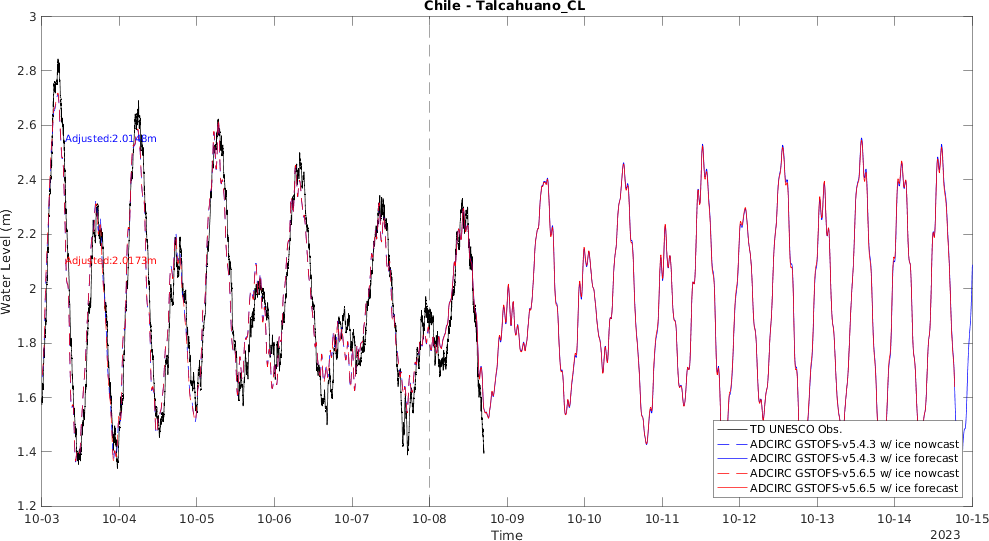 Chile - Talcahuano_CL
3
2.8
2.6
2.4
2.2
2
1.8
1.6
1.4
1.2
Water Level (m)
Adjusted:2.0148m
Adjusted:2.0173m
TD UNESCO Obs.
ADCIRC GSTOFS-v5.4.3 w/ ice nowcast
ADCIRC GSTOFS-v5.4.3 w/ ice forecast
ADCIRC GSTOFS-v5.6.5 w/ ice nowcast
ADCIRC GSTOFS-v5.6.5 w/ ice forecast
10-03 10-04 10-05 10-06 10-07 10-08 10-09 10-10 10-11 10-12 10-13 10-14 10-15
Time
2023